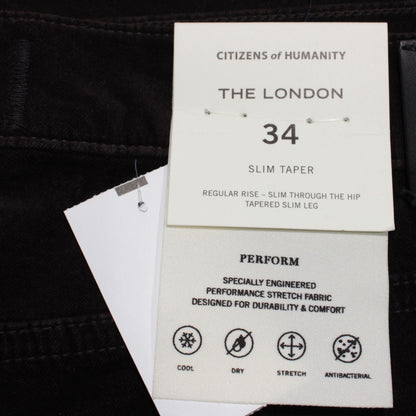 CITIZENS of HUMANITY
THE LONDON
34
SLIM TAPER
REGULAR RISE – SLIM THROUGH THE HIP
TAPERED SLIM LEG
PERFORM
SPECIALLY ENGINEERED
PERFORMANCE STRETCH FABRIC
DESIGNED FOR DURABILITY & COMFORT
COOL DRY STRETCH ANTIBACTERIAL